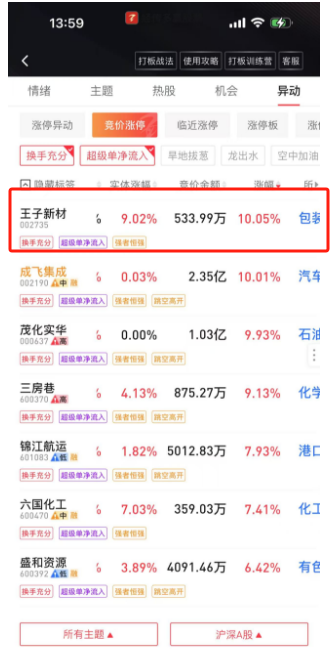 13:59
打板战法 使用攻略 打板训练营 客服
情绪 主题 热股 机会 异动
涨停异动 竞价涨停 临近涨停 涨停板
换手充分 超级单净流入 旱地拔葱 龙出水 空中加油
隐藏标签 实体涨幅 竞价金额 涨幅
王子新材 9.02% 533.99万 10.05% 包装
002735
换手充分 超级单净流入 强者恒强
成飞集成 0.03% 2.35亿 10.01% 汽车
002190 中 融
换手充分 超级单净流入 强者恒强 跳空高开
茂化实华 0.00% 1.03亿 9.93% 石油
000637 高
换手充分 超级单净流入 强者恒强 跳空高开
三房巷 4.13% 875.27万 9.13% 化学
600370 高
换手充分 超级单净流入 强者恒强 跳空高开
锦江航运 1.82% 5012.83万 7.93% 港口
601083 低 融
换手充分 超级单净流入 强者恒强 跳空高开
六国化工 7.03% 359.03万 7.41% 化工
600470 中 融
换手充分 超级单净流入 强者恒强
盛和资源 3.89% 4091.46万 6.42% 有色
600392 低 融
换手充分 超级单净流入 强者恒强 跳空高开
所有主题 沪深A股